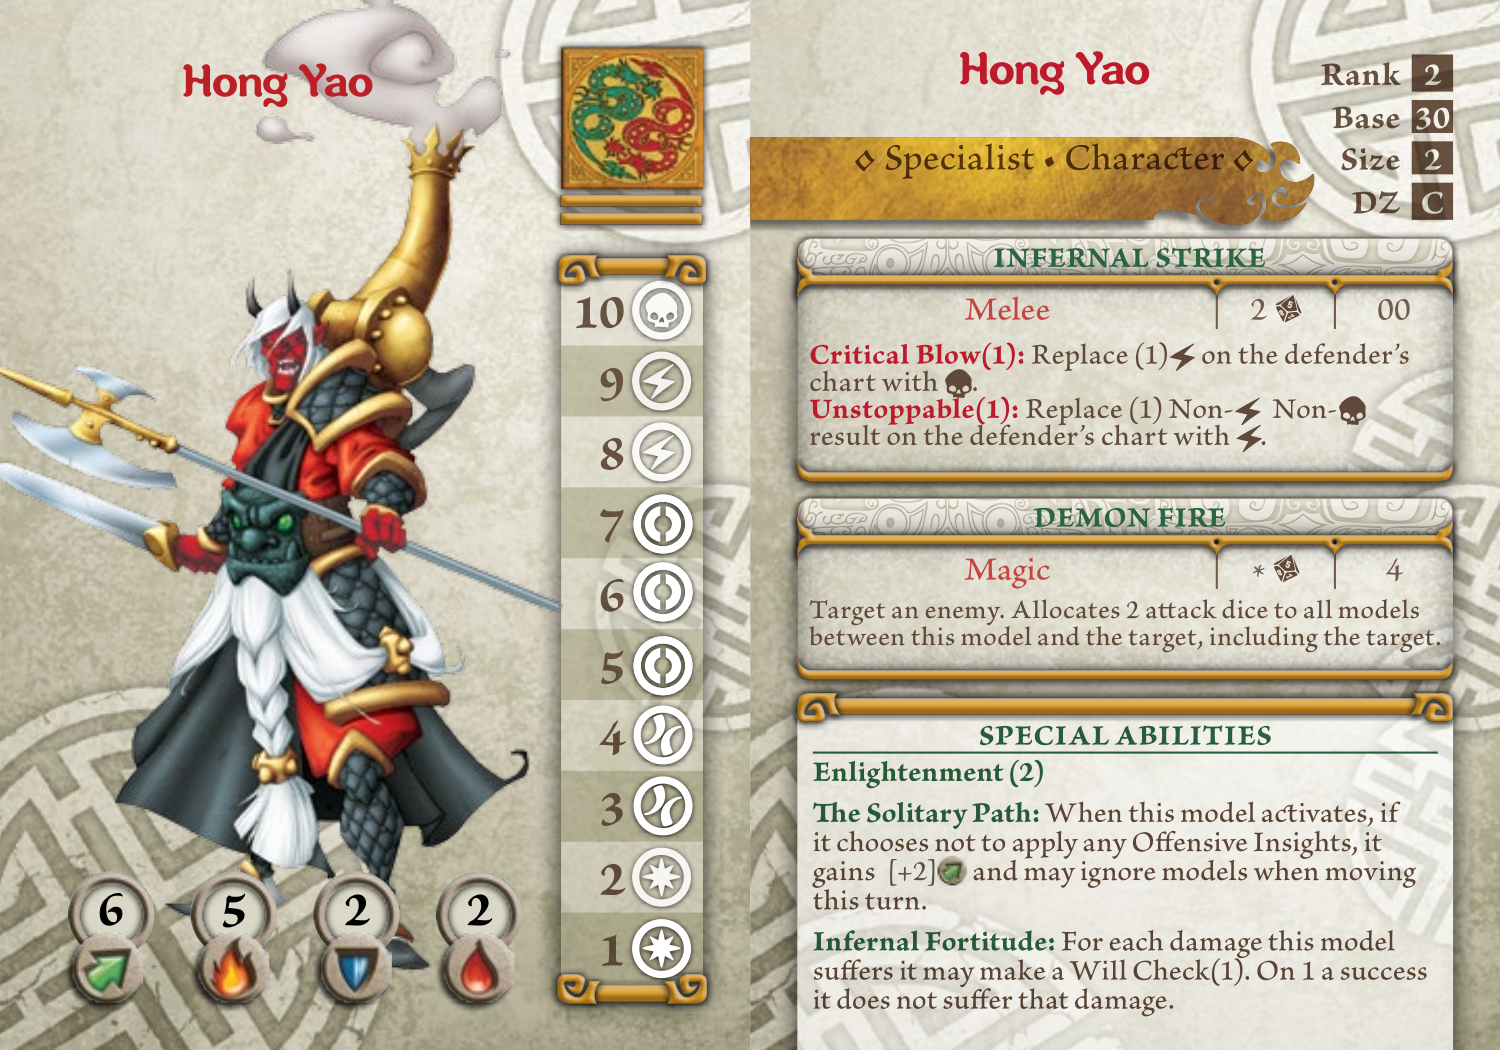 Hong Yao
10
9
8
7
6
5
4
3
2
1
6 5 2 2
Hong Yao
Rank 2
Base 30
Size 2
DZ C
Specialist • Character
INFERNAL STRIKE
Melee 2 00
Critical Blow(1): Replace (1) on the defender's
chart with .
Unstoppable(1): Replace (1) Non- Non-
result on the defender's chart with .
DEMON FIRE
Magic * 4
Target an enemy. Allocates 2 attack dice to all models
between this model and the target, including the target.
SPECIAL ABILITIES
Enlightenment (2)
The Solitary Path: When this model activates, if
it chooses not to apply any Offensive Insights, it
gains [+2] and may ignore models when moving
this turn.
Infernal Fortitude: For each damage this model
suffers it may make a Will Check(1). On 1 a success
it does not suffer that damage.